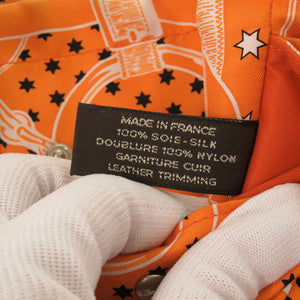 MADE IN FRANCE
100% SOIE-SILK
DOUBLURE 100% NYLON
GARNITURE CUIR
LEATHER TRIMMING